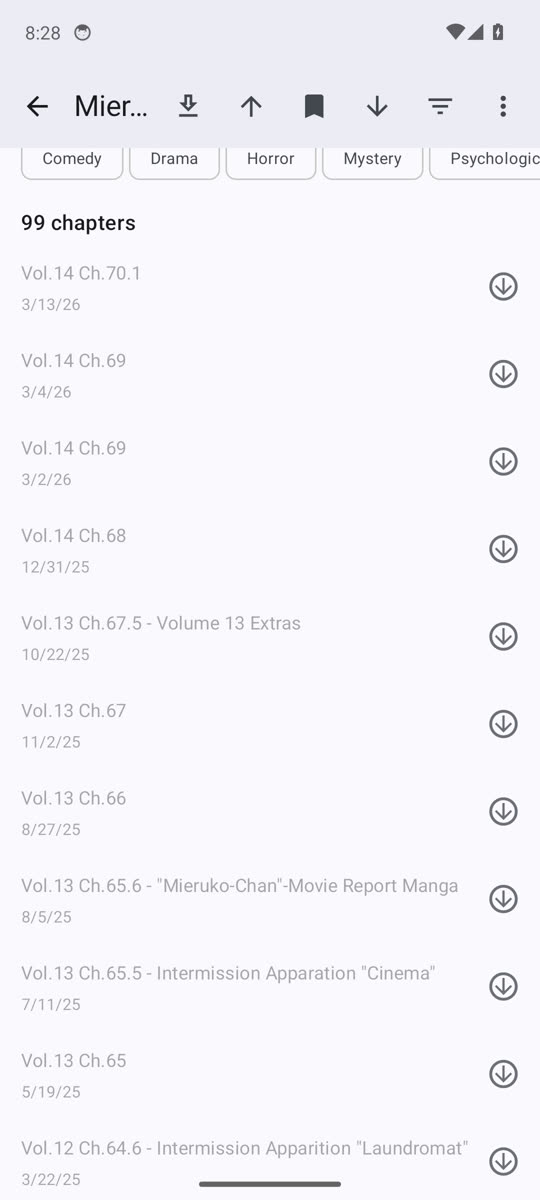 8:28
Mier...
Comedy
Drama
Horror
Mystery
Psychologic
99 chapters
Vol.14 Ch.70.1
3/13/26
Vol.14 Ch.69
3/4/26
Vol.14 Ch.69
3/2/26
Vol.14 Ch.68
12/31/25
Vol.13 Ch.67.5 - Volume 13 Extras
10/22/25
Vol.13 Ch.67
11/2/25
Vol.13 Ch.66
8/27/25
Vol.13 Ch.65.6 - "Mieruko-Chan"-Movie Report Manga
8/5/25
Vol.13 Ch.65.5 - Intermission Apparation "Cinema"
7/11/25
Vol.13 Ch.65
5/19/25
Vol.12 Ch.64.6 - Intermission Apparition "Laundromat"
3/22/25